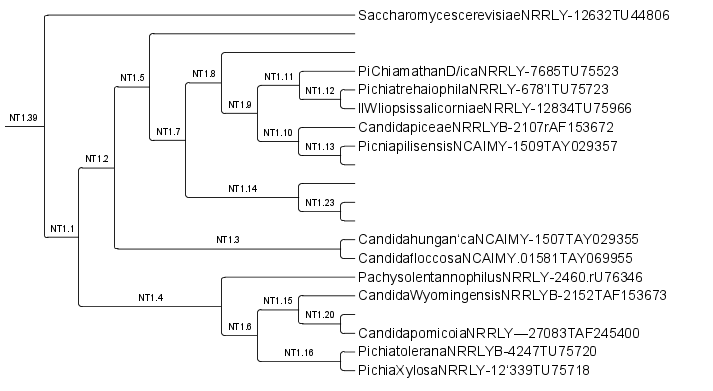 SaccharomycescerevisiaeNRRLY-12632TU44806
NT1.5
NT1.8
NT1.11
PiChiamathanD/icaNRRLY-7685TU75523
NT1.12
PichiatrehaiophilaNRRLY-678'ITU75723
NT1.9
IIWliopsissalicorniaeNRRLY-12834TU75966
NT1.39
NT1.7
NT1.10
CandidapiceaeNRRLYB-2107rAF153672
NT1.13
PicniapilisensisNCAIMY-1509TAY029357
NT1.2
NT1.14
NT1.23
NT1.1
NT1.3
Candidahungan'caNCAIMY-1507TAY029355
CandidafloccosaNCAIMY.01581TAY069955
PachysolentannophilusNRRLY-2460.rU76346
NT1.4
NT1.15
CandidaWyomingensisNRRLYB-2152TAF153673
NT1.20
NT1.6
CandidapomicoiaNRRLY—27083TAF245400
NT1.16
PichiatoleranaNRRLYB-4247TU75720
PichiaXylosaNRRLY-12'339TU75718